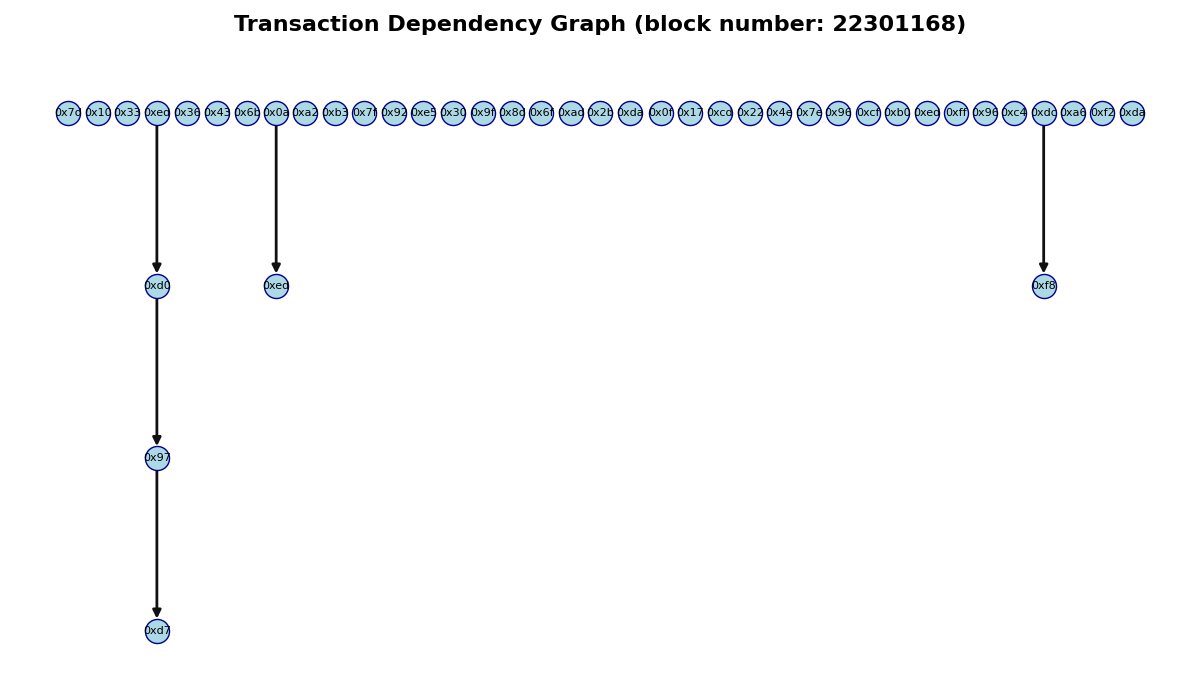 Transaction Dependency Graph (block number: 22301168)
0x7d 0x10 0x33 0xed 0x36 0x43 0x6b 0x0a 0xa2 0xb3 0x7f 0x92 0xe5 0x30 0x9f 0x8d 0x6f 0xad 0x2b 0xda 0x0f 0x17 0xcd 0x22 0x4e 0x7e 0x96 0xcf 0xb0 0xed 0xff 0x96 0xc4 0xdc 0xa6 0xf2 0xda
0xd0 0xed 0xf8
0x97
0xd7